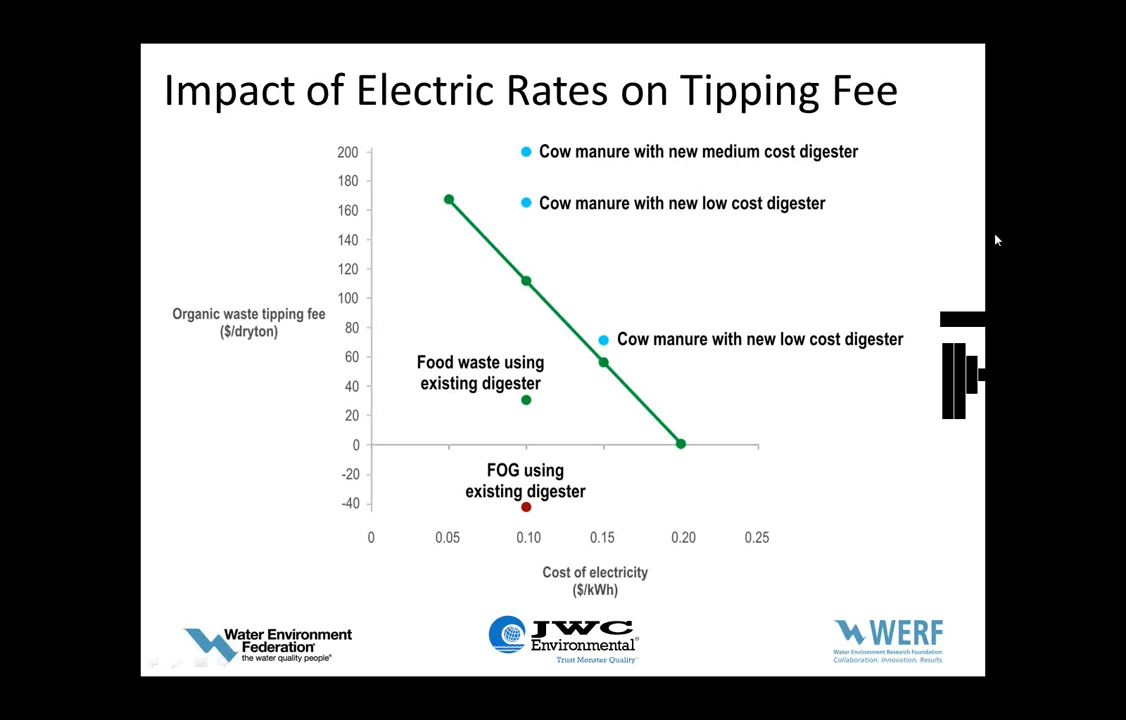 Impact of Electric Rates on Tipping Fee
200
180
160
140
120
100
80
60
40
20
0
-20
-40
Cow manure with new medium cost digester
Cow manure with new low cost digester
Cow manure with new low cost digester
Organic waste tipping fee
($/dryton)
Food waste using
existing digester
FOG using
existing digester
0 0.05 0.10 0.15 0.20 0.25
Cost of electricity
($/kWh)
Water Environment
Federation®
the water quality people®
JWC
Environmental®
Trust Monster Quality™
WERF
Water Environment Research Foundation
Collaboration. Innovation. Results.